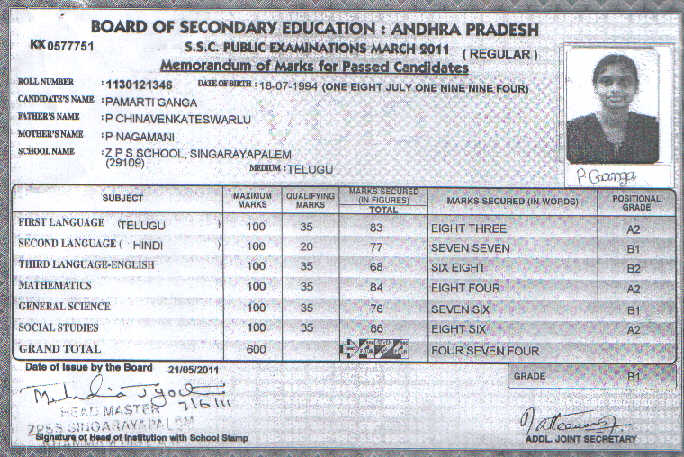 BOARD OF SECONDARY EDUCATION : ANDHRA PRADESH
KK 0577751
S.S.C. PUBLIC EXAMINATIONS MARCH 2011 ( REGULAR )
Memorandum of Marks for Passed Candidates
ROLL NUMBER :1130121346 DATE OF BIRTH :18-07-1994 (ONE EIGHT JULY ONE NINE NINE FOUR)
CANDIDATE'S NAME :PAMARTI GANGA
FATHER'S NAME :P CHINAVENKATESWARLU
MOTHER'S NAME :P NAGAMANI
SCHOOL NAME :Z P S SCHOOL, SINGARAYAPALEM
(29109) MEDIUM :TELUGU
P. Ganga
SUBJECT MAXIMUM MARKS QUALIFYING MARKS MARKS SECURED (IN FIGURES) TOTAL MARKS SECURED (IN WORDS) POSITIONAL GRADE
FIRST LANGUAGE (TELUGU ) 100 35 83 EIGHT THREE A2
SECOND LANGUAGE ( HINDI ) 100 20 77 SEVEN SEVEN B1
THIRD LANGUAGE-ENGLISH 100 35 68 SIX EIGHT B2
MATHEMATICS 100 35 84 EIGHT FOUR A2
GENERAL SCIENCE 100 35 76 SEVEN SIX B1
SOCIAL STUDIES 100 35 86 EIGHT SIX A2
GRAND TOTAL 600 FOUR SEVEN FOUR
Date of Issue by the Board 21/05/2011
GRADE B1
7/6/11
HEAD MASTER
ZPSS SINGARAYAPALEM
Signature of Head of Institution with School Stamp
ADDL. JOINT SECRETARY